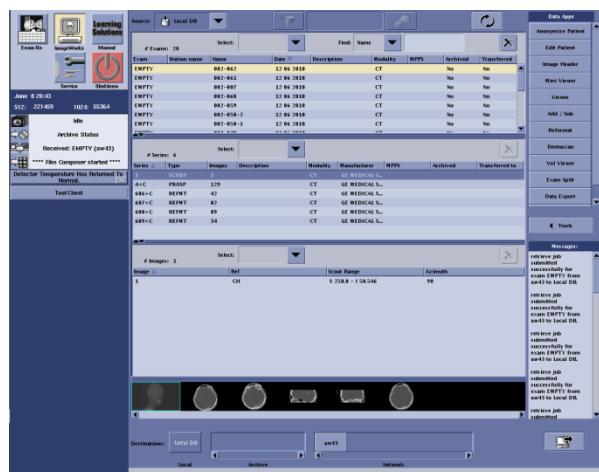 Learning
Solutions
Exam Rx
ImageWorks
Manual
Service
Shutdown
June 8 20:43
512: 221459 1024: 55364
Idle
Archive Status
Received: EMPTY (aw43)
**** Film Composer started ****
Detector Temperature Has Returned To
Normal.
Tool Chest
Source: Local DB
# Exams: 28 Select: Find: Name
Exam Station name Name Date Description Modality MPPS Archived Transferred
EMPTY 002-062 12 06 2010 CT No No
EMPTY 002-061 12 06 2010 CT No No
EMPTY 002-007 12 06 2010 CT No No
EMPTY 002-060 12 06 2010 CT No No
EMPTY 002-059 12 06 2010 CT No No
EMPTY 002-058-2 12 06 2010 CT No No
EMPTY 002-058-1 12 06 2010 CT No No
# Series: 6 Select:
Series Type Images Description Modality Manufacturer MPPS Archived Transferred to
1 SCOUT 1 CT GE MEDICAL S...
4+C PROSP 129 CT GE MEDICAL S...
606+C REFMT 42 CT GE MEDICAL S...
607+C REFMT 82 CT GE MEDICAL S...
608+C REFMT 89 CT GE MEDICAL S...
609+C REFMT 34 CT GE MEDICAL S...
# Images: 1 Select:
Image Ref Scout Range Azimuth
1 CM S 250.0 - I 50.546 90
Destinations: Local DB aw43
Local Archive Network
Data Apps
Anonymize Patient
Edit Patient
Image Header
Mini Viewer
Viewer
Add / Sub
Reformat
Dentascan
Vol Viewer
Exam Split
Data Export
Tools
Messages:
retrieve job
submitted
successfully for
exam EMPTY from
aw43 to Local DB.
retrieve job
submitted
successfully for
exam EMPTY from
aw43 to Local DB.
retrieve job
submitted
successfully for
exam EMPTY from
aw43 to Local DB.
retrieve job
submitted
successfully for
exam EMPTY from
aw43 to Local DB.
retrieve job
submitted